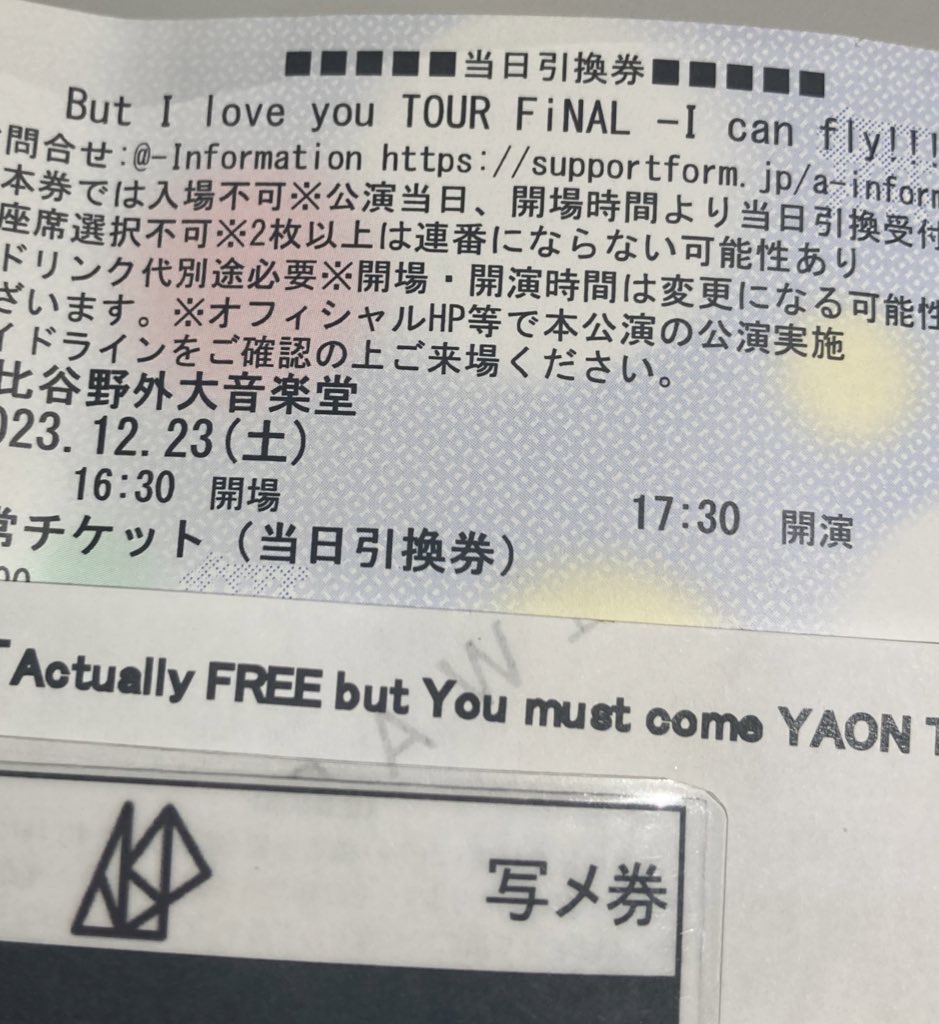 ■■■■■当日引換券■■■■■
But I love you TOUR FiNAL -I can fly!!!
問合せ:@-Information https://supportform.jp/a-inform
本券では入場不可※公演当日、開場時間より当日引換受付
座席選択不可※2枚以上は連番にならない可能性あり
ドリンク代別途必要※開場・開演時間は変更になる可能性
ざいます。※オフィシャルHP等で本公演の公演実施
イドラインをご確認の上ご来場ください。
比谷野外大音楽堂
023.12.23(土)
16:30 開場 17:30 開演
常チケット（当日引換券）
Actually FREE but You must come YAON T
写メ券